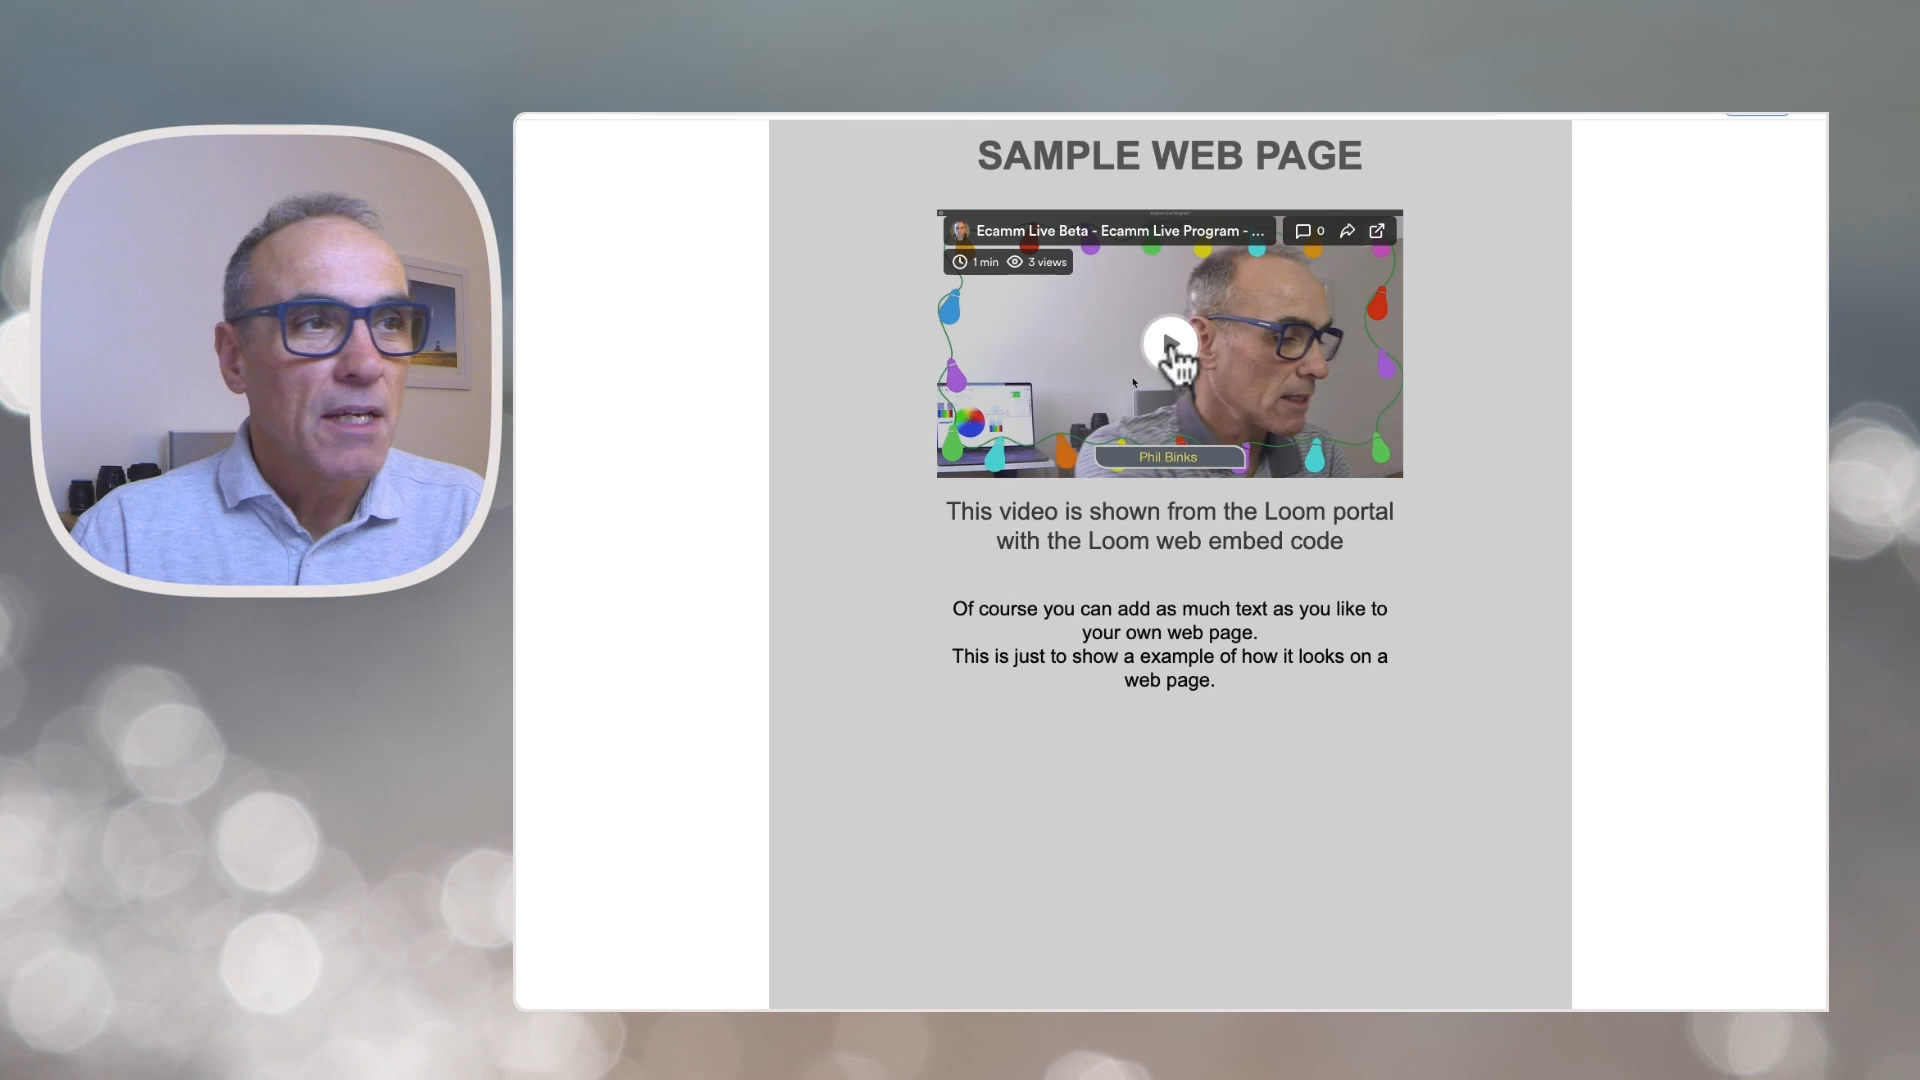 SAMPLE WEB PAGE
Ecamm Live Beta - Ecamm Live Program - ...
0
1 min
3 views
Phil Binks
This video is shown from the Loom portal
with the Loom web embed code
Of course you can add as much text as you like to
your own web page.
This is just to show a example of how it looks on a
web page.